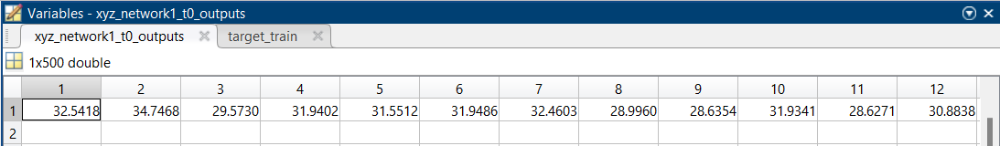 Variables - xyz_network1_t0_outputs
xyz_network1_t0_outputs target_train
1x500 double
1 2 3 4 5 6 7 8 9 10 11 12
1 32.5418 34.7468 29.5730 31.9402 31.5512 31.9486 32.4603 28.9960 28.6354 31.9341 28.6271 30.8838
2